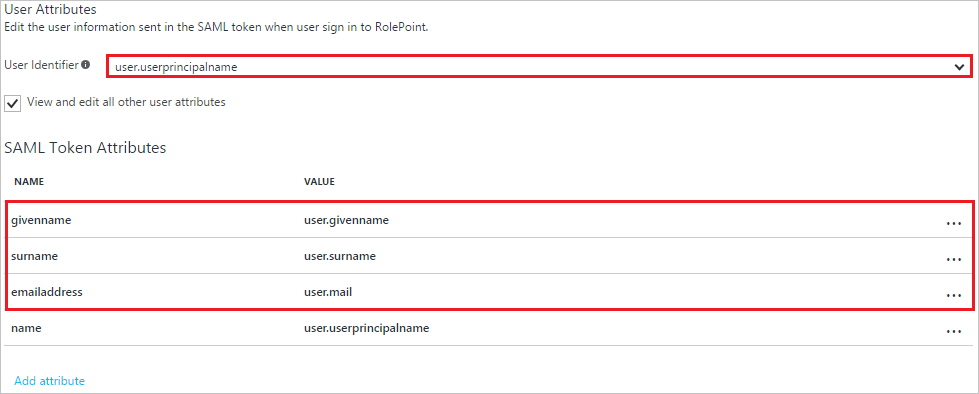 User Attributes
Edit the user information sent in the SAML token when user sign in to RolePoint.
User Identifier
user.userprincipalname
View and edit all other user attributes
SAML Token Attributes
NAME VALUE
givenname user.givenname ...
surname user.surname ...
emailaddress user.mail ...
name user.userprincipalname ...
Add attribute